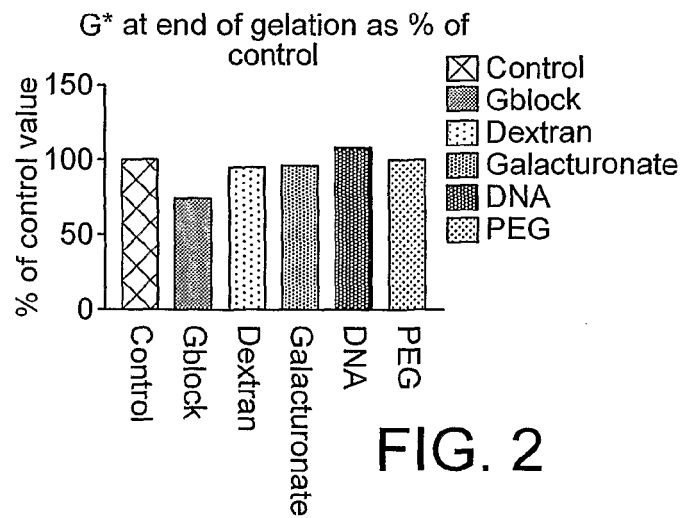 G* at end of gelation as % of
control
% of control value
150
100
50
0
Control
Gblock
Dextran
Galacturonate
DNA
PEG
Control
Gblock
Dextran
Galacturonate
DNA
PEG
FIG. 2